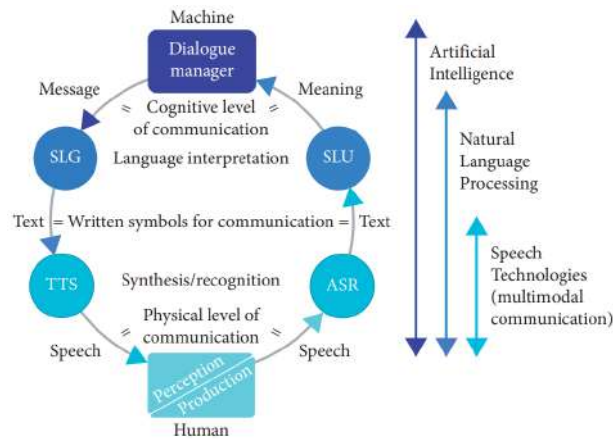 Machine
Dialogue
manager
Message
Meaning
= Cognitive level =
of communication
SLG
Language interpretation
SLU
Text = Written symbols for communication = Text
TTS
Synthesis/recognition
ASR
= Physical level of =
communication
Speech
Speech
Perception
Production
Human
Artificial
Intelligence
Natural
Language
Processing
Speech
Technologies
(multimodal
communication)